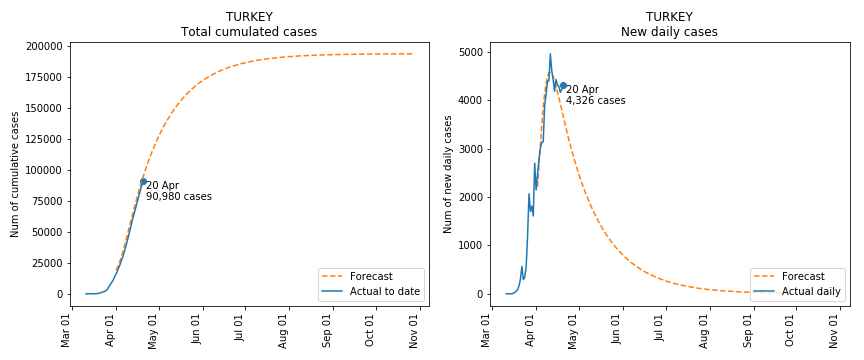 TURKEY
Total cumulated cases
Num of cumulative cases
200000
175000
150000
125000
100000
75000
50000
25000
0
20 Apr
90,980 cases
Forecast
Actual to date
Mar 01
Apr 01
May 01
Jun 01
Jul 01
Aug 01
Sep 01
Oct 01
Nov 01
TURKEY
New daily cases
Num of new daily cases
5000
4000
3000
2000
1000
0
20 Apr
4,326 cases
Forecast
Actual daily
Mar 01
Apr 01
May 01
Jun 01
Jul 01
Aug 01
Sep 01
Oct 01
Nov 01